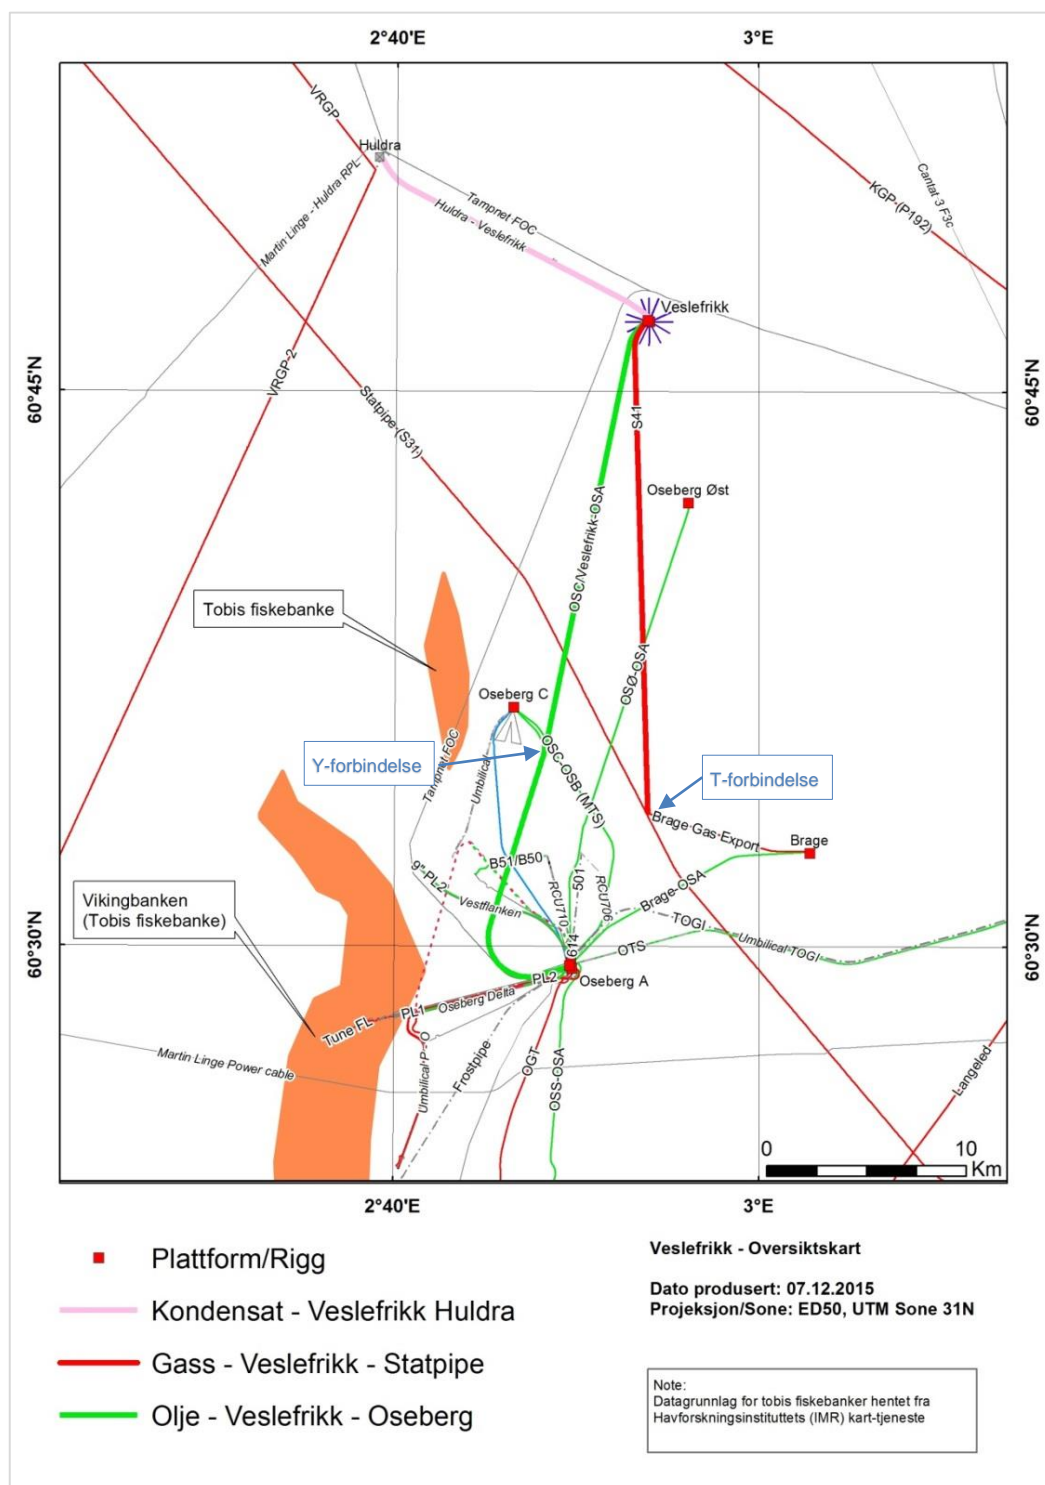 2°40'E
3°E
VRGP
Huldra
Martin Linge - Huldra RPL
Tampnet FOC
Huldra - Veslefrikk
KGP (P192)
Cantat 3 F3c
Veslefrikk
60°45'N
60°45'N
VRGP-2
Statpipe (S31)
S41
Oseberg Øst
OSC/Veslefrikk-OSA
Tobis fiskebanke
OSØ-OSA
Oseberg C
Y-forbindelse
Tampnet FOC
Umbilical
OSC-OSB (MTS)
T-forbindelse
Brage Gas Export
Brage
B51/B50
9"-PL2
Vestflanken
RCU710
501
RCU706
Brage-OSA
Vikingbanken
(Tobis fiskebanke)
60°30'N
60°30'N
614
TOGI
Umbilical TOGI
OTS
PL2
Oseberg A
Oseberg Delta
PL1
Tune FL
Martin Linge Power cable
Umbilical P - O
Frostpipe
OGT
OSS-OSA
Langeled
0
10
Km
2°40'E
3°E
Plattform/Rigg
Kondensat - Veslefrikk Huldra
Gass - Veslefrikk - Statpipe
Olje - Veslefrikk - Oseberg
Veslefrikk - Oversiktskart
Dato produsert: 07.12.2015
Projeksjon/Sone: ED50, UTM Sone 31N
Note:
Datagrunnlag for tobis fiskebanker hentet fra
Havforskningsinstituttets (IMR) kart-tjeneste